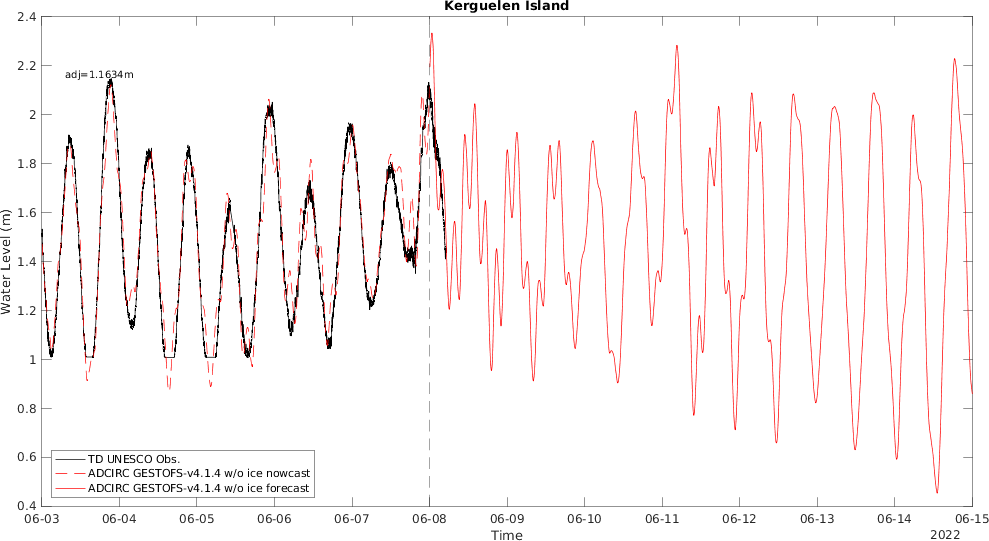 Kerguelen Island
2.4
2.2
2
1.8
1.6
1.4
1.2
1
0.8
0.6
0.4
Water Level (m)
adj=1.1634m
TD UNESCO Obs.
ADCIRC GESTOFS-v4.1.4 w/o ice nowcast
ADCIRC GESTOFS-v4.1.4 w/o ice forecast
06-03 06-04 06-05 06-06 06-07 06-08 06-09 06-10 06-11 06-12 06-13 06-14 06-15
Time
2022